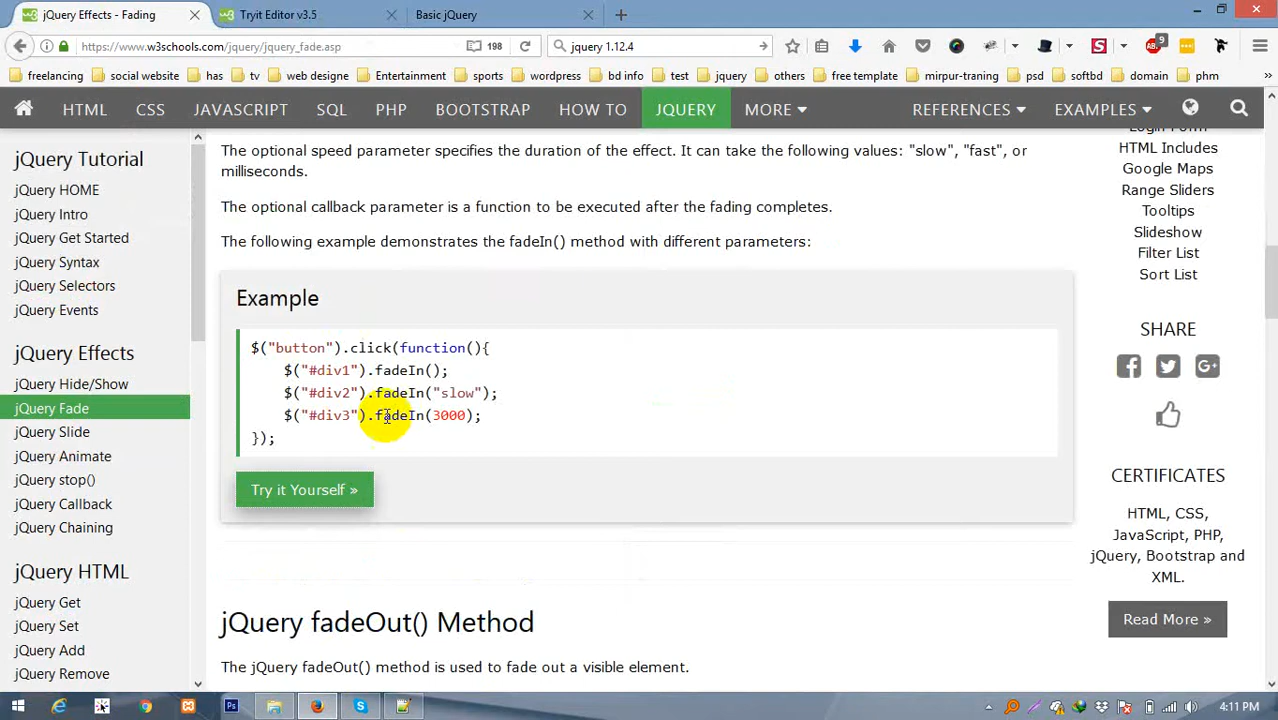 jQuery Effects - Fading
Tryit Editor v3.5
Basic jQuery
https://www.w3schools.com/jquery/jquery_fade.asp
198
jquery 1.12.4
9
freelancing
social website
has
tv
web designe
Entertainment
sports
wordpress
bd info
test
jquery
others
free template
mirpur-traning
psd
softbd
domain
phm
HTML
CSS
JAVASCRIPT
SQL
PHP
BOOTSTRAP
HOW TO
JQUERY
MORE
REFERENCES
EXAMPLES
jQuery Tutorial
jQuery HOME
jQuery Intro
jQuery Get Started
jQuery Syntax
jQuery Selectors
jQuery Events
jQuery Effects
jQuery Hide/Show
jQuery Fade
jQuery Slide
jQuery Animate
jQuery stop()
jQuery Callback
jQuery Chaining
jQuery HTML
jQuery Get
jQuery Set
jQuery Add
jQuery Remove
The optional speed parameter specifies the duration of the effect. It can take the following values: "slow", "fast", or
milliseconds.
The optional callback parameter is a function to be executed after the fading completes.
The following example demonstrates the fadeIn() method with different parameters:
Example
$("button").click(function(){
$("#div1").fadeIn();
$("#div2").fadeIn("slow");
$("#div3").fadeIn(3000);
});
Try it Yourself »
jQuery fadeOut() Method
The jQuery fadeOut() method is used to fade out a visible element.
Login Form
HTML Includes
Google Maps
Range Sliders
Tooltips
Slideshow
Filter List
Sort List
SHARE
CERTIFICATES
HTML, CSS,
JavaScript, PHP,
jQuery, Bootstrap and
XML.
Read More »
4:11 PM